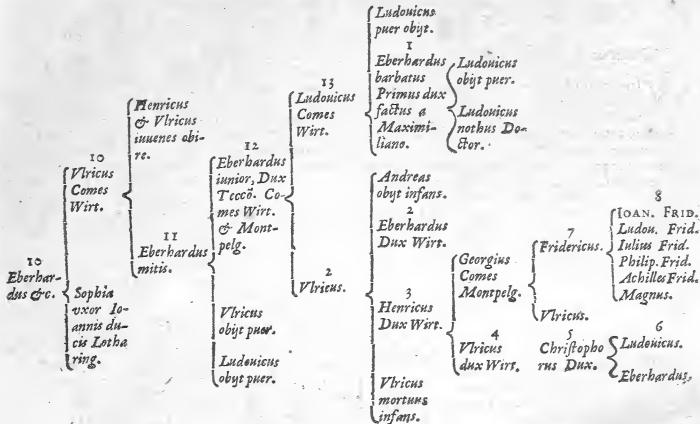 10
Eberhar-
dus &c.
10
Vlricus
Comes
Wirt.
Sophia
vxor Io-
annis du-
cis Lotha
ring.
Henricus
& Vlricus
iuuenes obi-
re.
11
Eberhardus
mitis.
12
Eberhardus
iunior, Dux
Teccō. Co-
mes Wirt.
& Mont-
pelg.
Vlricus
obijt puer.
Ludouicus
obyt puer.
13
Ludouicus
Comes
Wirt.
2
Vlricus.
Ludouicus
puer obijt.
1
Eberhardus
barbatus
Primus dux
factus a
Maximi-
liano.
Ludouicus
obijt puer.
Ludouicus
nothus Do-
ctor.
Andreas
obyt infans.
2
Eberhardus
Dux Wirt.
3
Henricus
Dux Wirt.
Vlricus
mortuus
infans.
Georgius
Comes
Montpelg.
4
Vlricus
dux Wirt.
7
Fridericus.
Vlricus.
5
Christopho
rus Dux.
8
IOAN. FRID.
Ludou. Frid.
Iulius Frid.
Philip. Frid.
Achilles Frid.
Magnus.
6
Ludouicus.
Eberhardus.